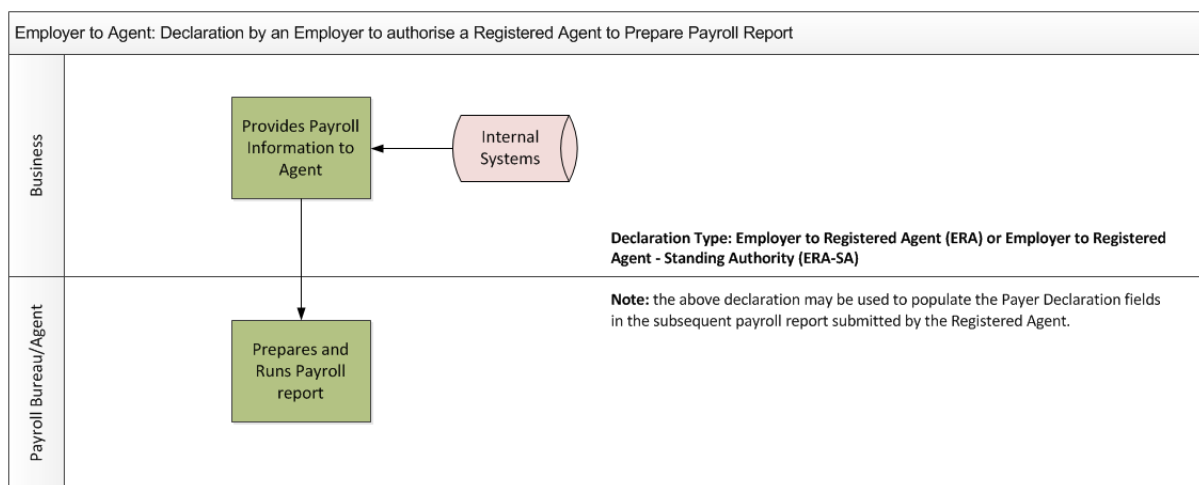 Employer to Agent: Declaration by an Employer to authorise a Registered Agent to Prepare Payroll Report
Business
Provides Payroll
Information to
Agent
Internal
Systems
Declaration Type: Employer to Registered Agent (ERA) or Employer to Registered
Agent - Standing Authority (ERA-SA)
Payroll Bureau/Agent
Note: the above declaration may be used to populate the Payer Declaration fields
in the subsequent payroll report submitted by the Registered Agent.
Prepares and
Runs Payroll
report